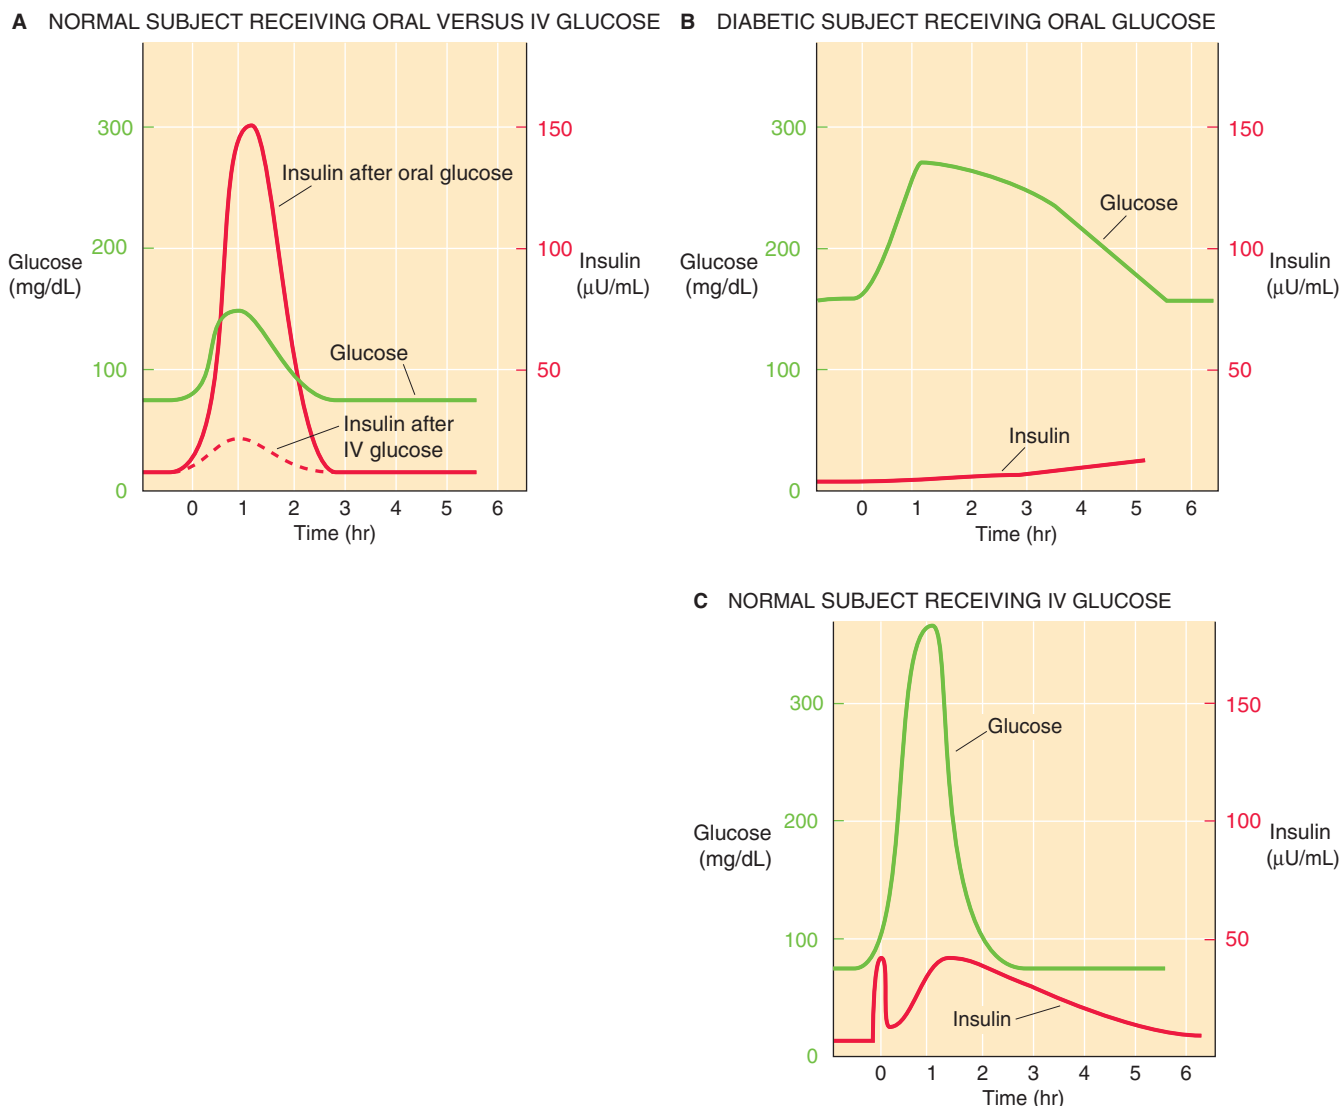 A NORMAL SUBJECT RECEIVING ORAL VERSUS IV GLUCOSE
300
200
100
0
Glucose
(mg/dL)
150
100
50
Insulin
(μU/mL)
Insulin after oral glucose
Glucose
Insulin after
IV glucose
0 1 2 3 4 5 6
Time (hr)
B DIABETIC SUBJECT RECEIVING ORAL GLUCOSE
300
200
100
0
Glucose
(mg/dL)
150
100
50
Insulin
(μU/mL)
Glucose
Insulin
0 1 2 3 4 5 6
Time (hr)
C NORMAL SUBJECT RECEIVING IV GLUCOSE
300
200
100
0
Glucose
(mg/dL)
150
100
50
Insulin
(μU/mL)
Glucose
Insulin
0 1 2 3 4 5 6
Time (hr)